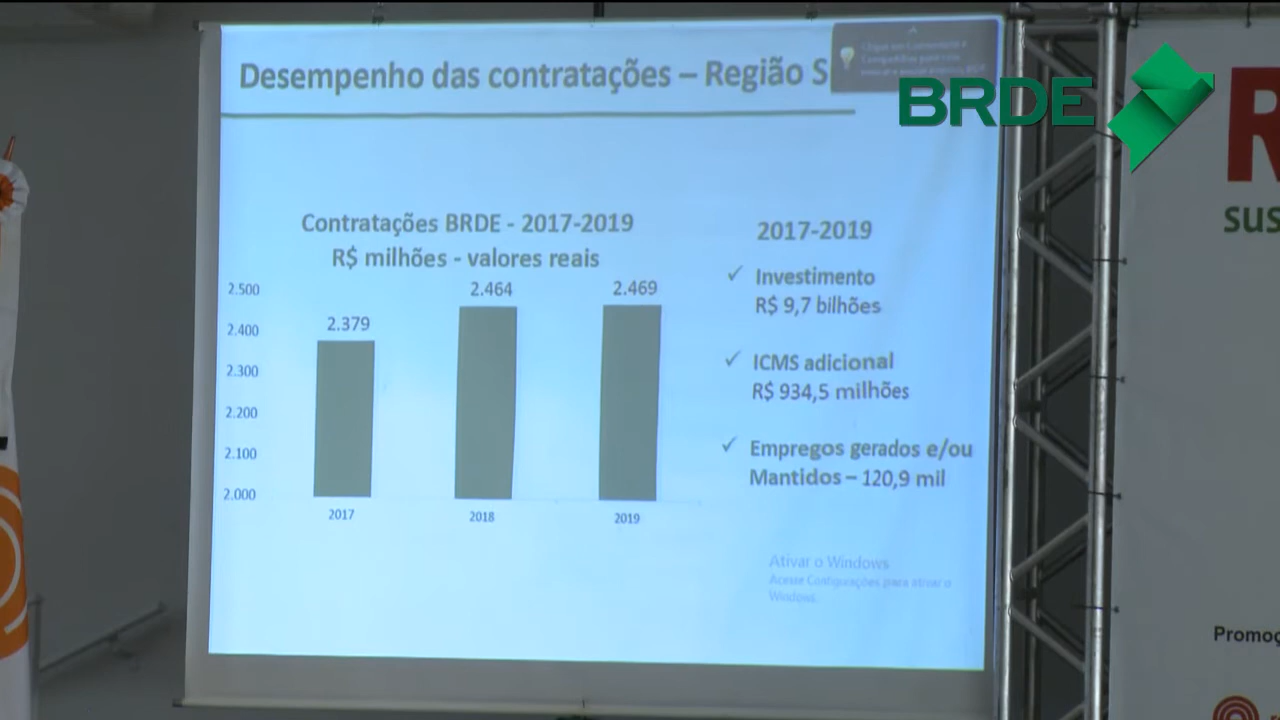 Desempenho das contratações – Região S
BRDE
R
sus
Contratações BRDE - 2017-2019
R$ milhões - valores reais
2.500
2.400
2.300
2.200
2.100
2.000
2.379
2.464
2.469
2017
2018
2019
2017-2019
✓ Investimento
R$ 9,7 bilhões
✓ ICMS adicional
R$ 934,5 milhões
✓ Empregos gerados e/ou
Mantidos – 120,9 mil
Ativar o Windows
Acesse Configurações para ativar o
Windows.
Promoç